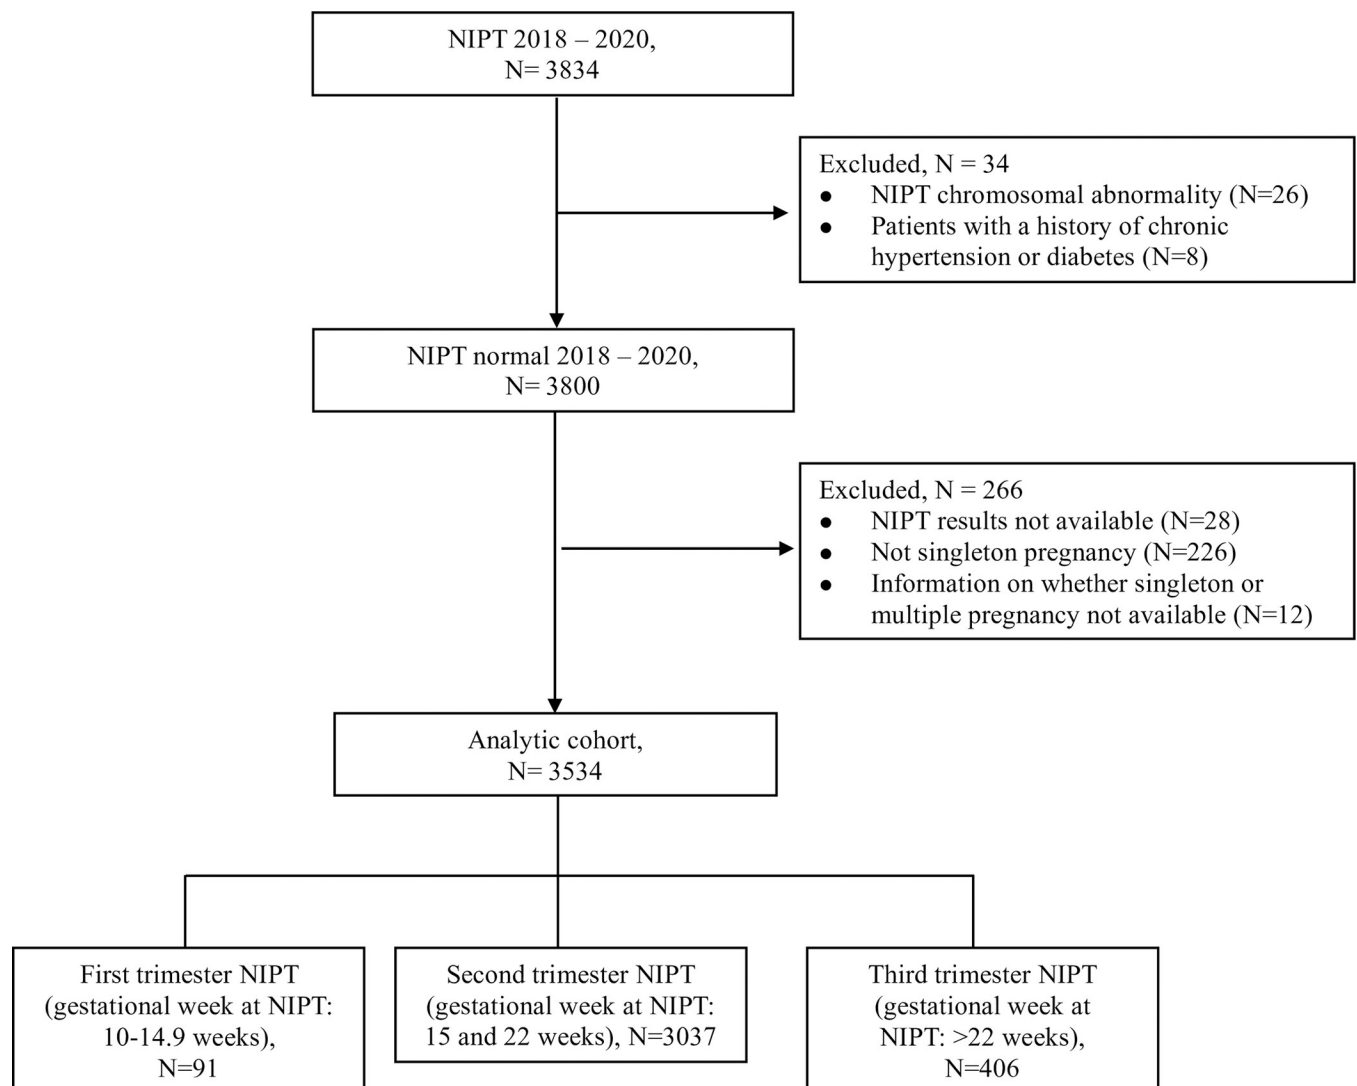 NIPT 2018 – 2020,
N= 3834
Excluded, N = 34
● NIPT chromosomal abnormality (N=26)
● Patients with a history of chronic
hypertension or diabetes (N=8)
NIPT normal 2018 – 2020,
N= 3800
Excluded, N = 266
● NIPT results not available (N=28)
● Not singleton pregnancy (N=226)
● Information on whether singleton or
multiple pregnancy not available (N=12)
Analytic cohort,
N= 3534
First trimester NIPT
(gestational week at NIPT:
10-14.9 weeks),
N=91
Second trimester NIPT
(gestational week at NIPT:
15 and 22 weeks), N=3037
Third trimester NIPT
(gestational week at
NIPT: >22 weeks),
N=406